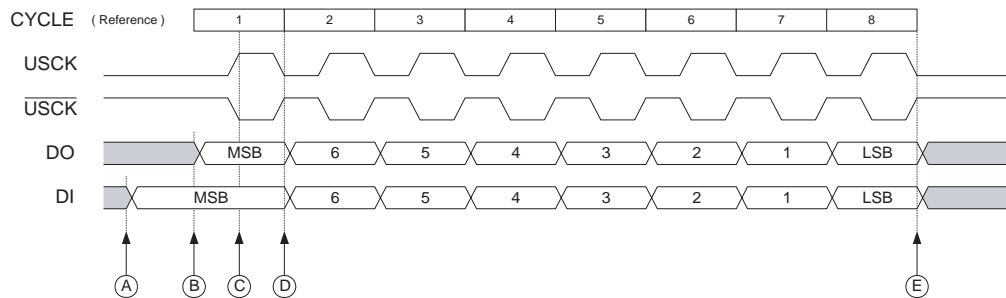 CYCLE ( Reference ) 1 2 3 4 5 6 7 8
USCK
USCK
DO MSB 6 5 4 3 2 1 LSB
DI MSB 6 5 4 3 2 1 LSB
A B C D E